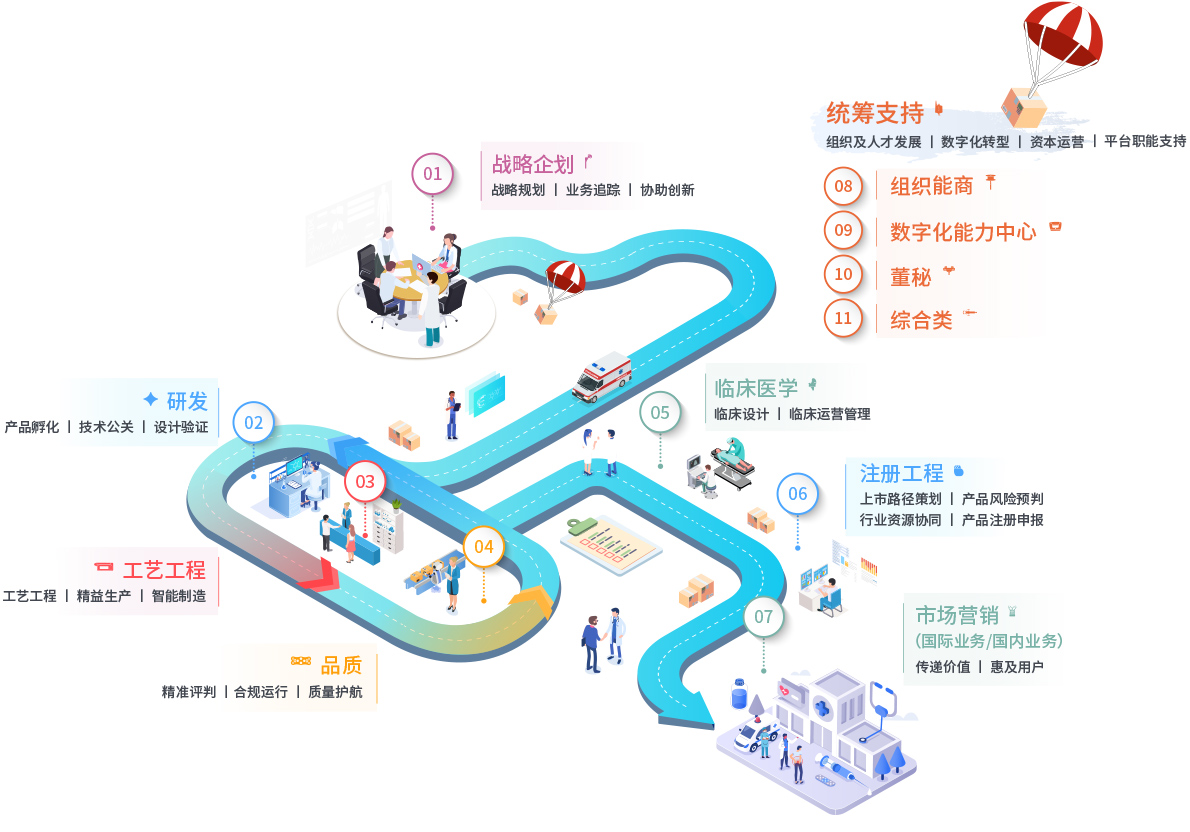 统筹支持
组织及人才发展 | 数字化转型 | 资本运营 | 平台职能支持
08 组织能商
09 数字化能力中心
10 董秘
11 综合类
01 战略企划
战略规划 | 业务追踪 | 协助创新
02 研发
产品孵化 | 技术公关 | 设计验证
03 工艺工程
工艺工程 | 精益生产 | 智能制造
04 品质
精准评判 | 合规运行 | 质量护航
05 临床医学
临床设计 | 临床运营管理
06 注册工程
上市路径策划 | 产品风险预判
行业资源协同 | 产品注册申报
07 市场营销
(国际业务/国内业务)
传递价值 | 惠及用户